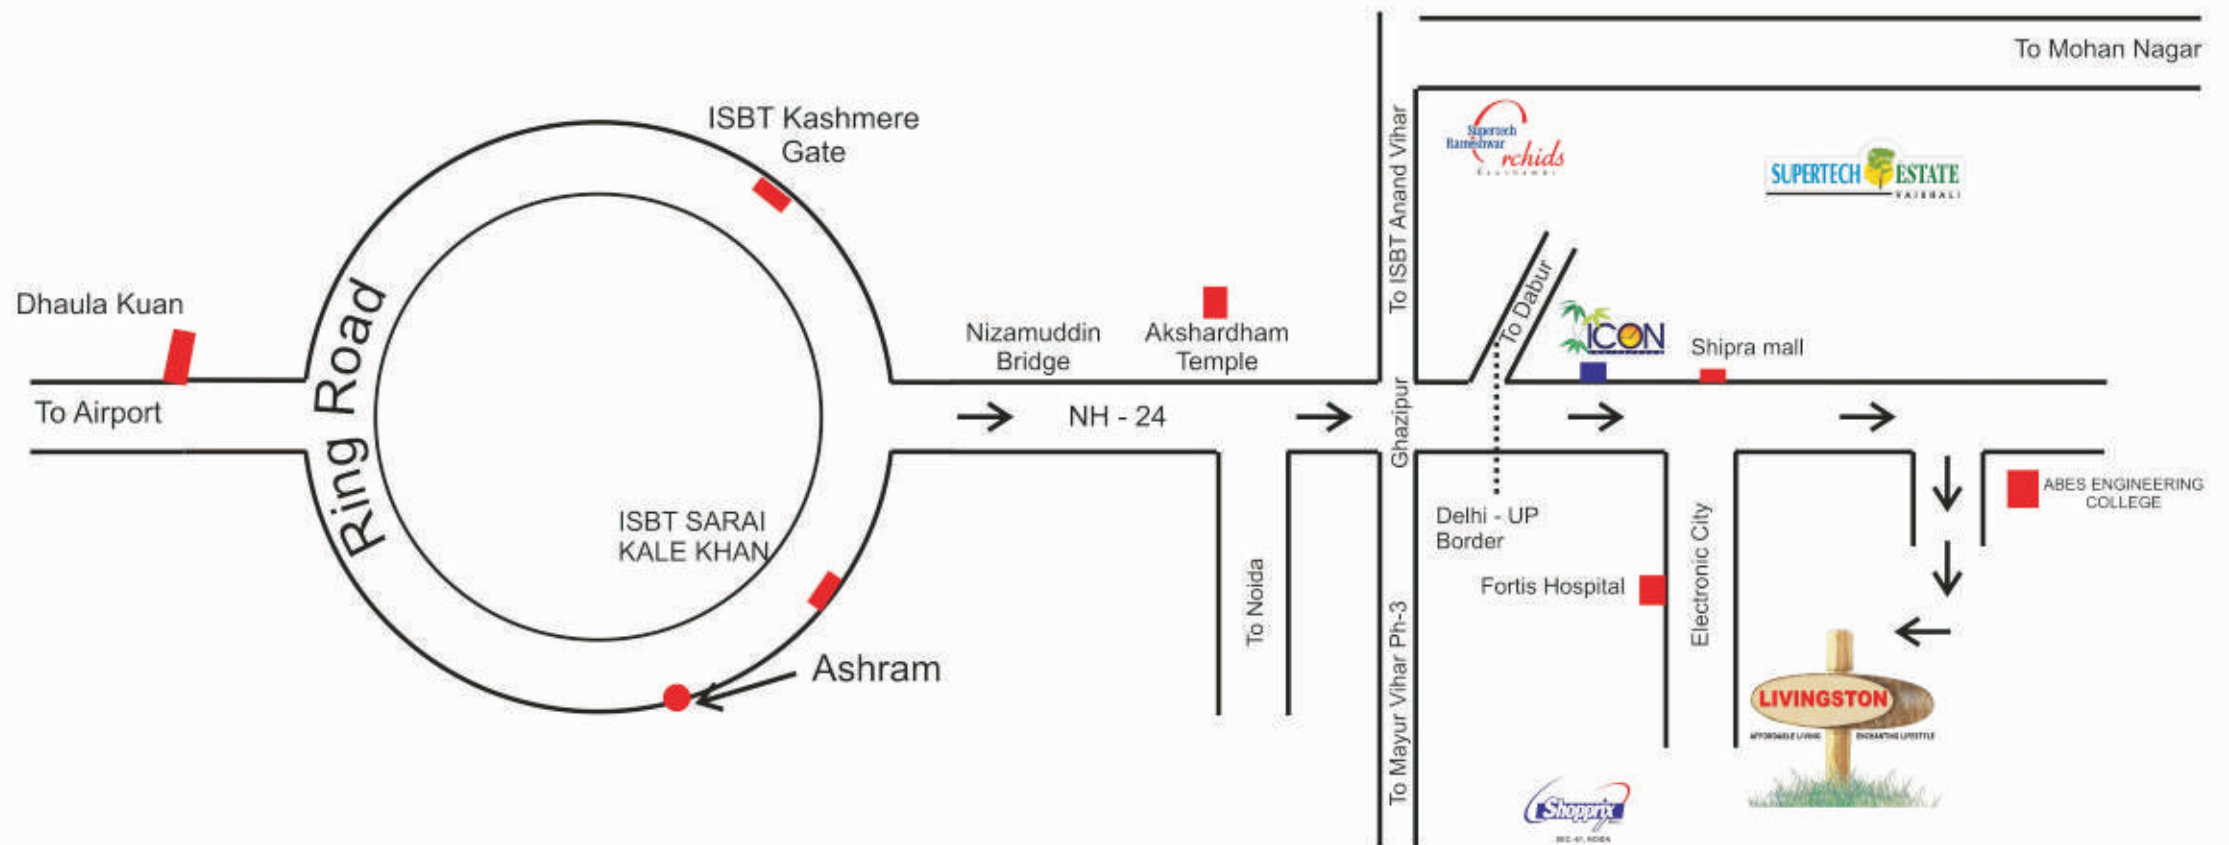 To Mohan Nagar
ISBT Kashmere
Gate
To ISBT Anand Vihar
Supertech
Rameshwar
rchids
Kaushambi
SUPERTECH ESTATE
VAISHALI
Dhaula Kuan
To Airport
Ring Road
Nizamuddin
Bridge
Akshardham
Temple
To Dabur
ICON
Shipra mall
NH - 24
Ghazipur
ISBT SARAI
KALE KHAN
Ashram
To Noida
To Mayur Vihar Ph-3
Delhi - UP
Border
Fortis Hospital
Electronic City
ABES ENGINEERING
COLLEGE
LIVINGSTON
AFFORDABLE LIVING ENCHANTING LIFESTYLE
Shopprix